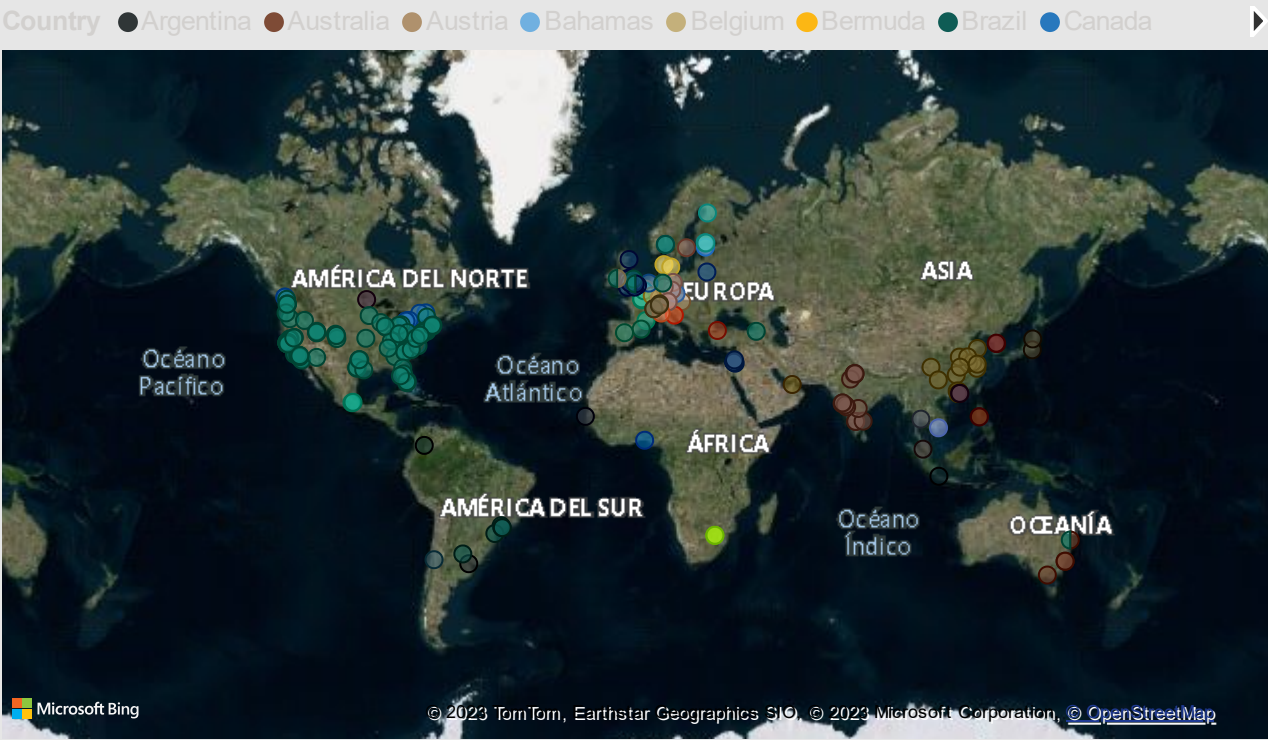 Country Argentina Australia Austria Bahamas Belgium Bermuda Brazil Canada
AMÉRICA DEL NORTE
ASIA
EUROPA
Océano
Pacífico
Océano
Atlántico
ÁFRICA
AMÉRICA DEL SUR
Océano
Índico
OCEANÍA
Microsoft Bing
© 2023 TomTom, Earthstar Geographics SIO, © 2023 Microsoft Corporation, © OpenStreetMap